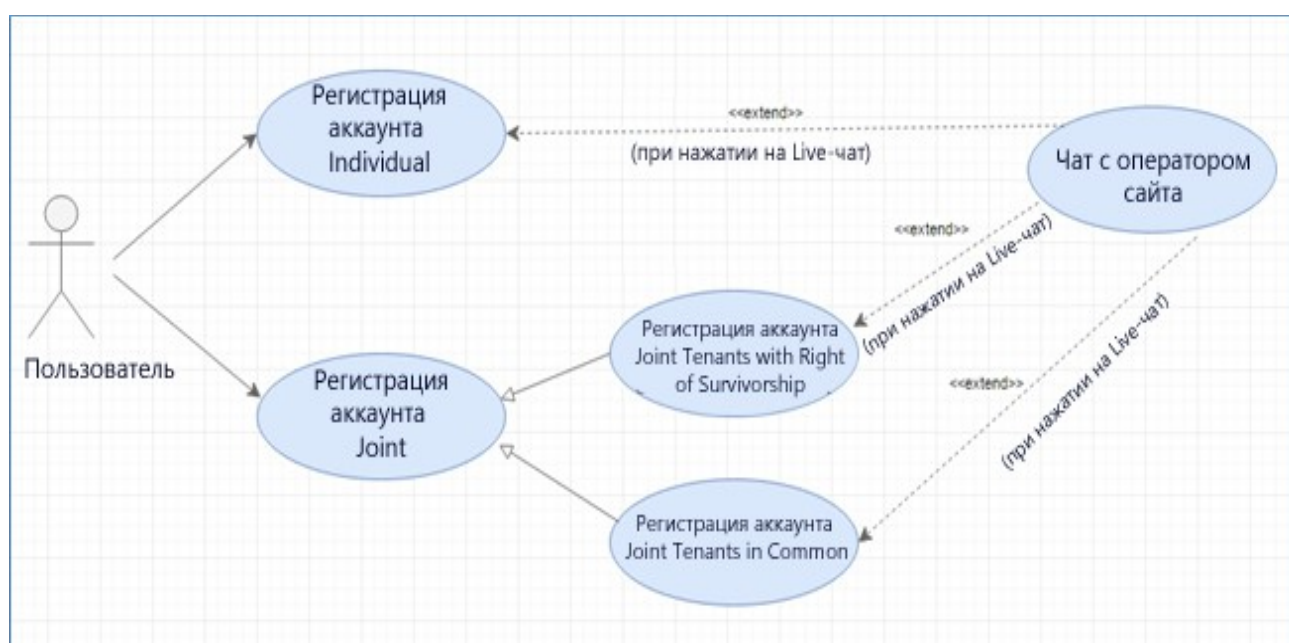 Регистрация
аккаунта
Individual
<<extend>>
(при нажатии на Live-чат)
Чат с оператором
сайта
<<extend>>
(при нажатии на Live-чат)
Пользователь
Регистрация
аккаунта
Joint
Регистрация аккаунта
Joint Tenants with Right
of Survivorship
<<extend>>
(при нажатии на Live-чат)
Регистрация аккаунта
Joint Tenants in Common